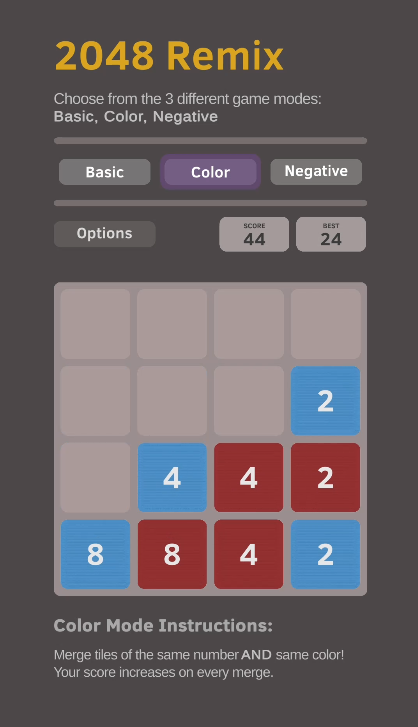 2048 Remix
Choose from the 3 different game modes:
Basic, Color, Negative
Basic Color Negative
Options
SCORE BEST
44 24
2
4 4 2
8 8 4 2
Color Mode Instructions:
Merge tiles of the same number AND same color!
Your score increases on every merge.